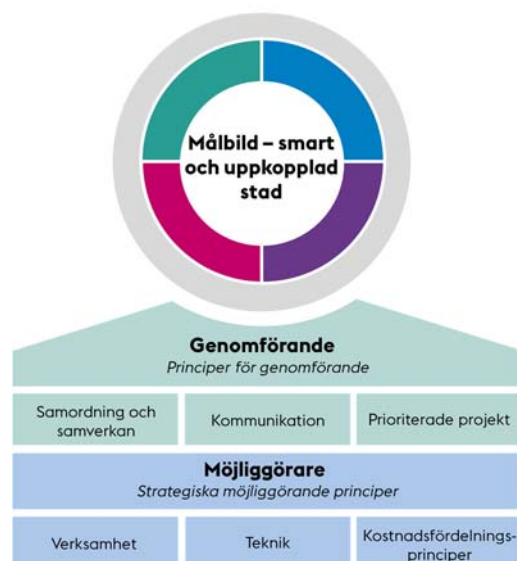 Målbild – smart
och uppkopplad
stad
Genomförande
Principer för genomförande
Samordning och
samverkan
Kommunikation
Prioriterade projekt
Möjliggörare
Strategiska möjliggörande principer
Verksamhet
Teknik
Kostnadsfördelnings-
principer